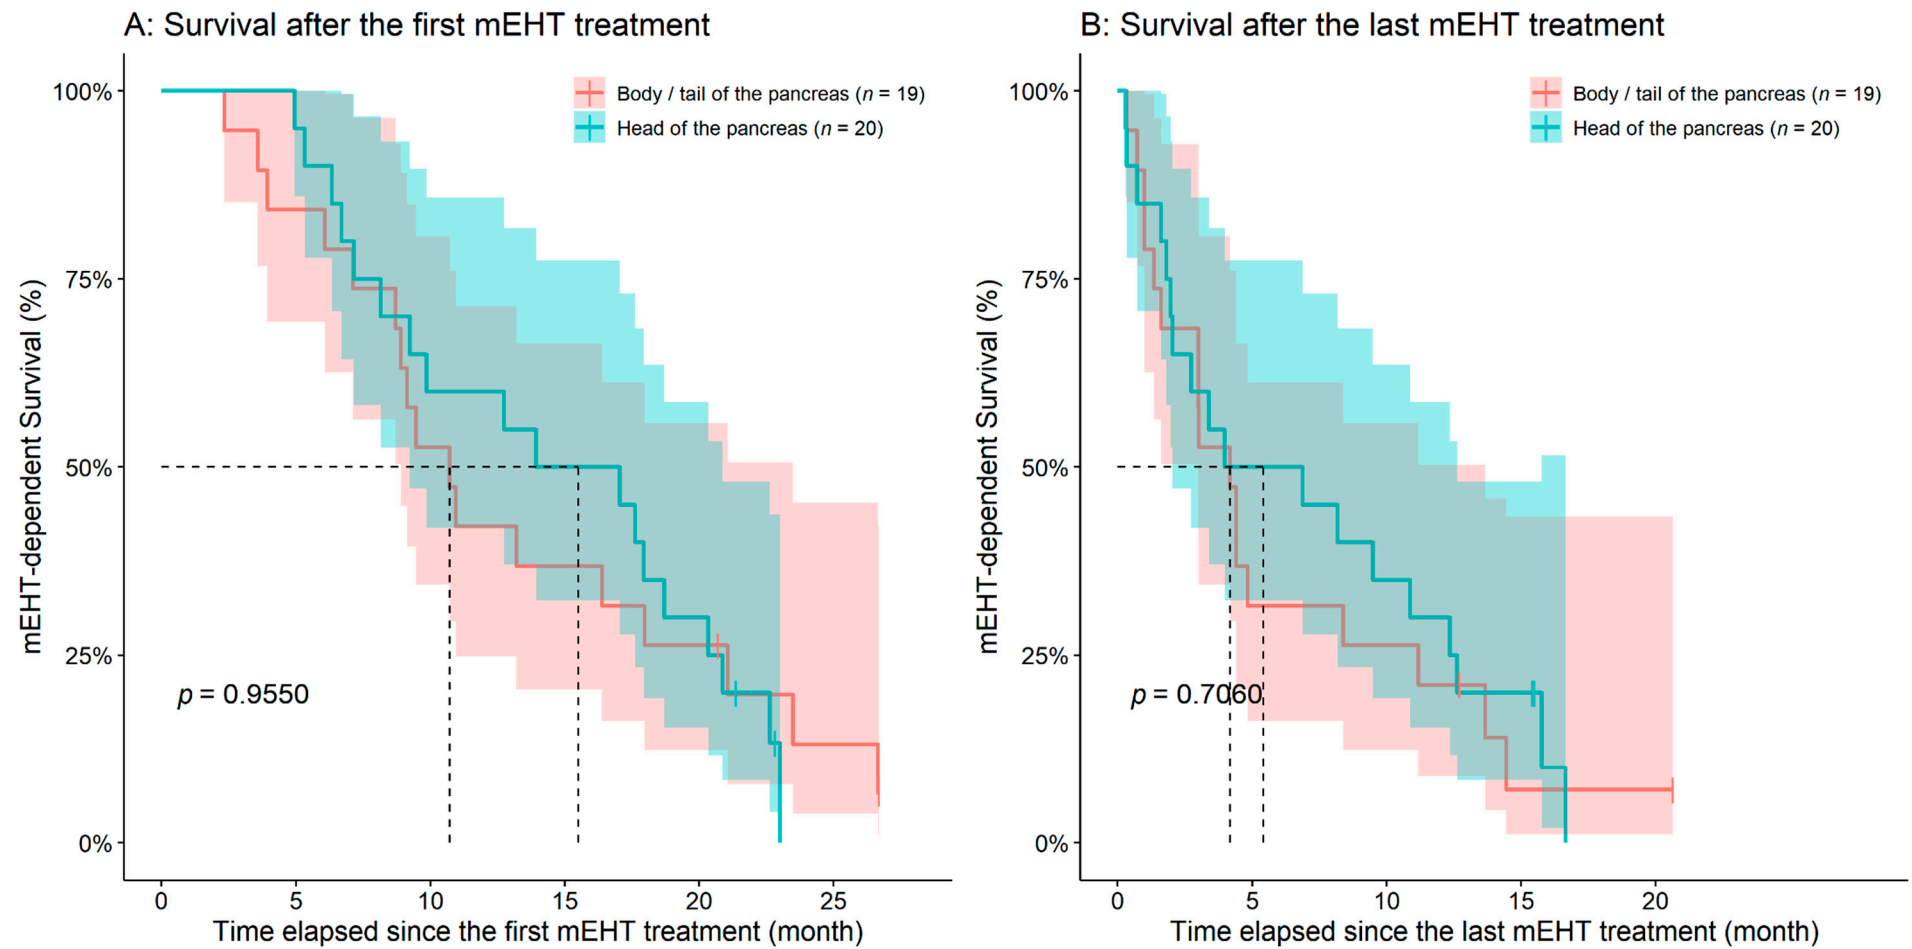 A: Survival after the first mEHT treatment
mEHT-dependent Survival (%)
100%
75%
50%
25%
0%
Body / tail of the pancreas (n = 19)
Head of the pancreas (n = 20)
p = 0.9550
0 5 10 15 20 25
Time elapsed since the first mEHT treatment (month)
B: Survival after the last mEHT treatment
mEHT-dependent Survival (%)
100%
75%
50%
25%
0%
Body / tail of the pancreas (n = 19)
Head of the pancreas (n = 20)
p = 0.7060
0 5 10 15 20
Time elapsed since the last mEHT treatment (month)